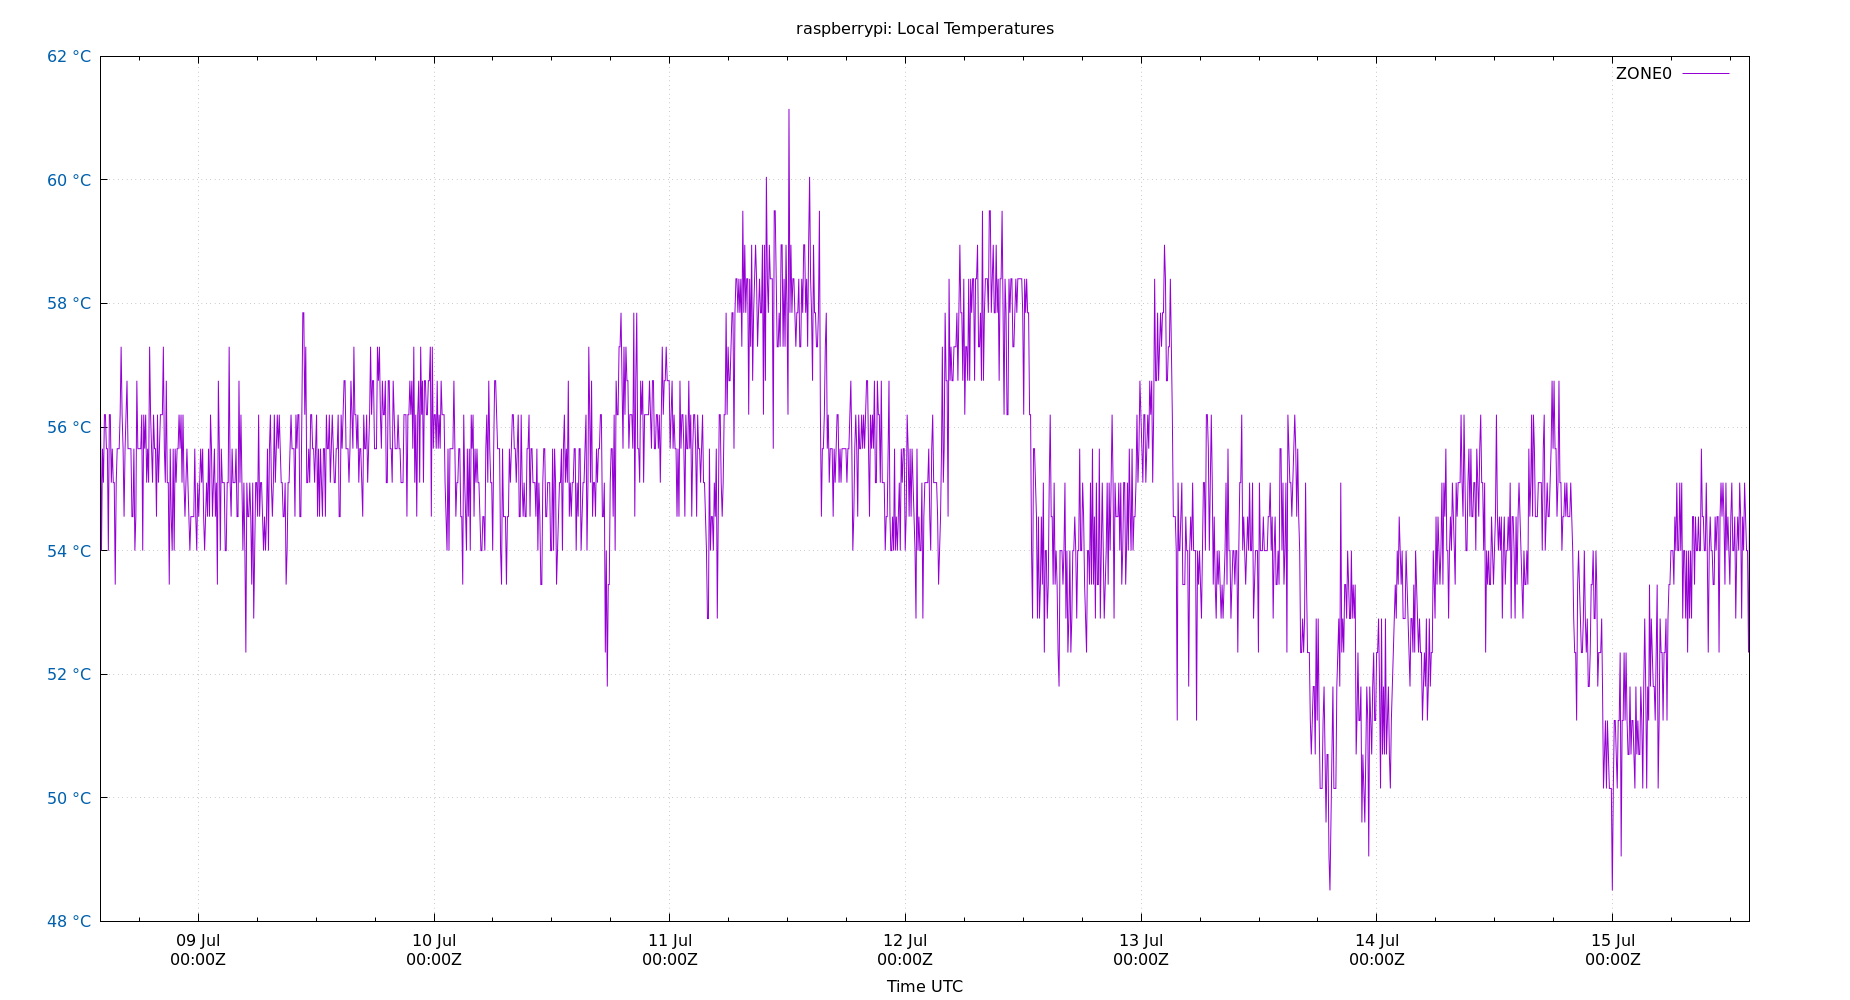 raspberrypi: Local Temperatures
62 °C
ZONE0
60 °C
58 °C
56 °C
54 °C
52 °C
50 °C
48 °C
09 Jul 10 Jul 11 Jul 12 Jul 13 Jul 14 Jul 15 Jul
00:00Z 00:00Z 00:00Z 00:00Z 00:00Z 00:00Z 00:00Z
Time UTC